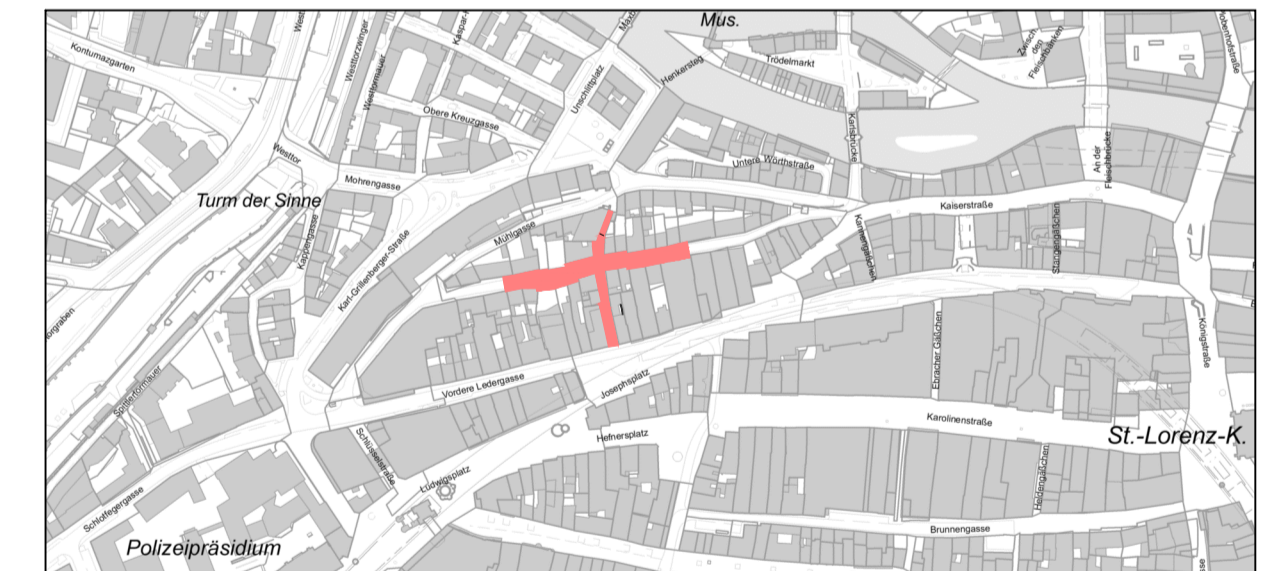 Mus.
Kontumazgarten
Westtorzwinger
Westtormauer
Unschlittplatz
Henkersteg
Trödelmarkt
Zwisch
den
Fleischbänken
Obere Kreuzgasse
Karlsbrücke
An der
Fleischbrücke
Westtor
Mohrengasse
Untere Wörthstraße
Turm der Sinne
Kappengasse
Karl-Grillenberger-Straße
Mühlgasse
Kaiserstraße
Kannengäßchen
Stangengäßchen
Königstraße
Spittlertormauer
Vordere Ledergasse
Josephsplatz
Ebracher Gäßchen
Karolinenstraße
St.-Lorenz-K.
Hefnersplatz
Schlüsselstraße
Ludwigsplatz
Heldengäßchen
Schlotfegergasse
Brunnengasse
Polizeipräsidium